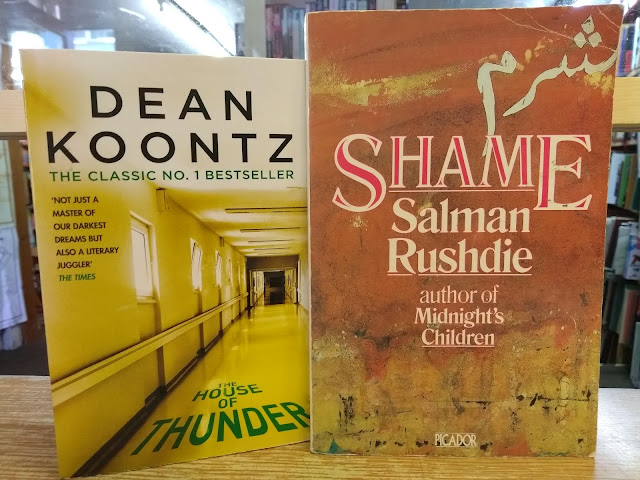 DEAN
KOONTZ
THE CLASSIC NO. 1 BESTSELLER
'NOT JUST A
MASTER OF
OUR DARKEST
DREAMS BUT
ALSO A LITERARY
JUGGLER'
THE TIMES
THE
HOUSE
OF
THUNDER
شرم
SHAME
Salman
Rushdie
author of
Midnight's
Children
PICADOR